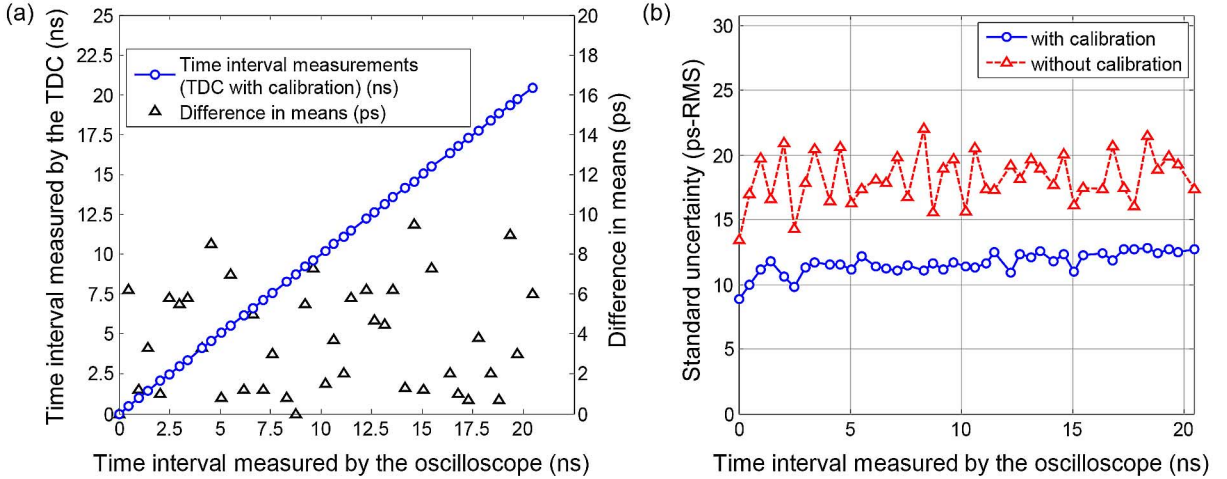 (a)
Time interval measured by the TDC (ns)
25
22.5
20
17.5
15
12.5
10
7.5
5
2.5
0
Time interval measurements
(TDC with calibration) (ns)
Difference in means (ps)
20
18
16
14
12
10
8
6
4
2
0
Difference in means (ps)
0 2.5 5 7.5 10 12.5 15 17.5 20
Time interval measured by the oscilloscope (ns)
(b)
Standard uncertainty (ps-RMS)
30
25
20
15
10
5
0
with calibration
without calibration
0 5 10 15 20
Time interval measured by the oscilloscope (ns)